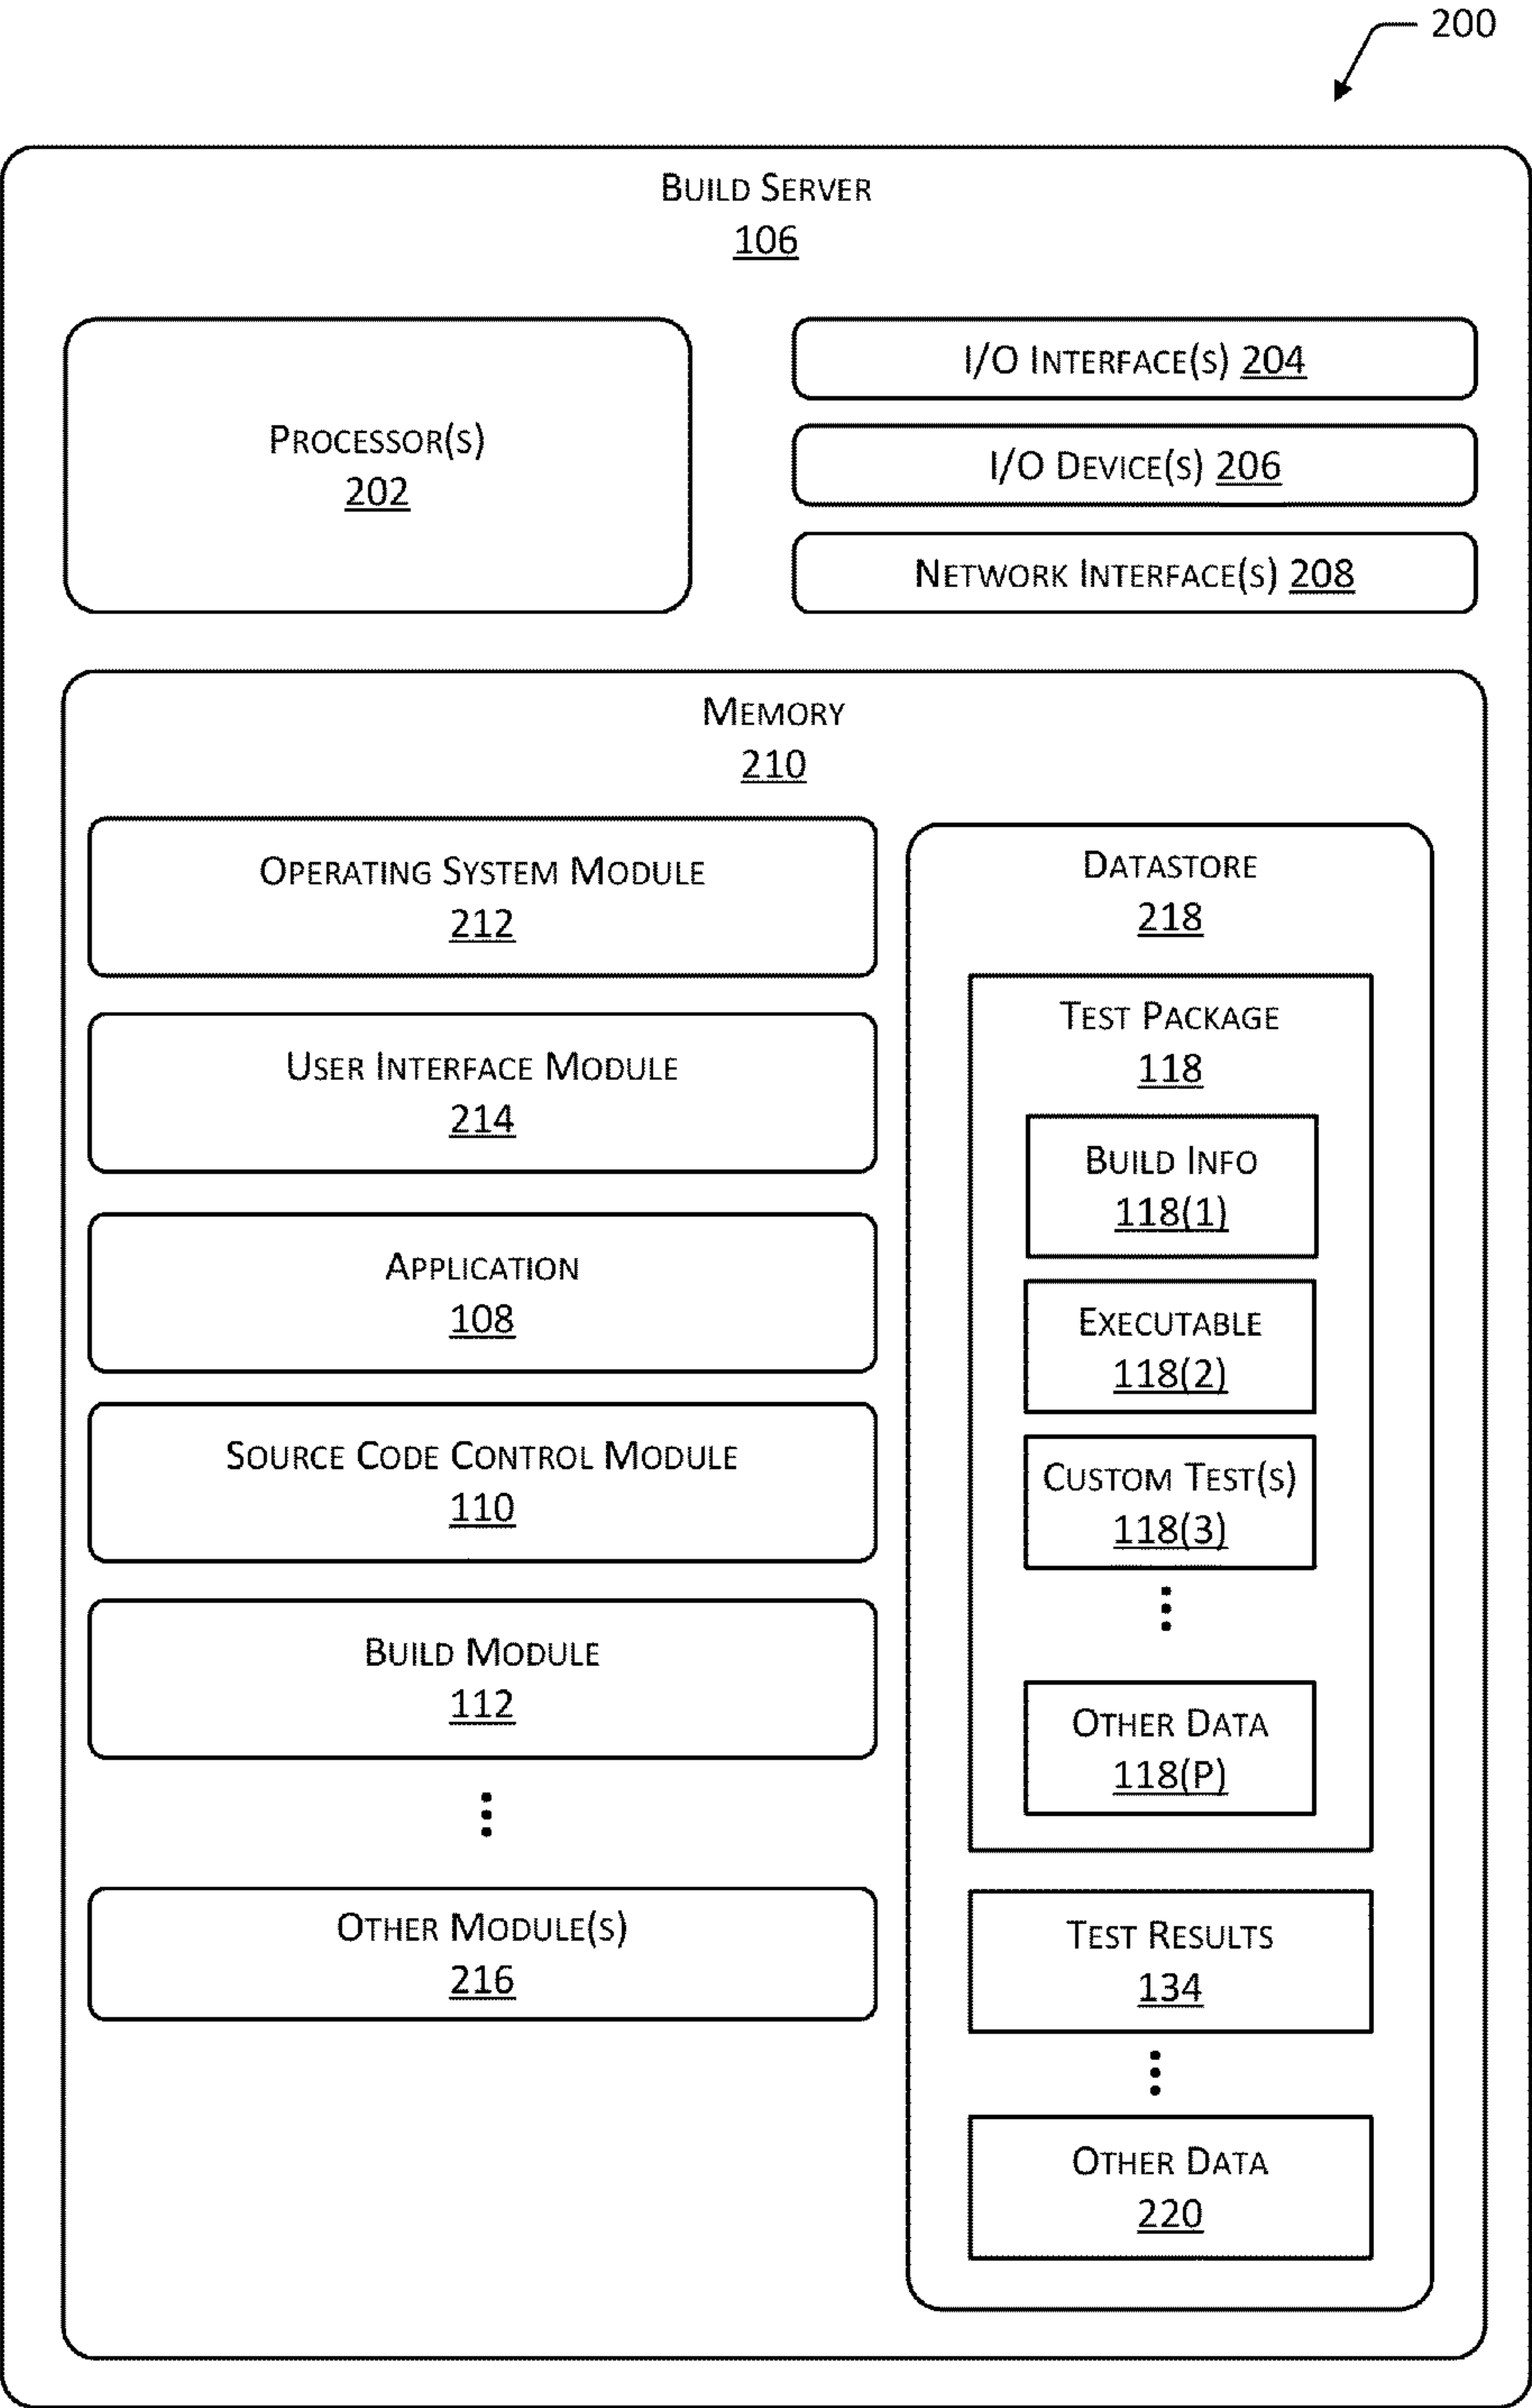 200
BUILD SERVER
106
PROCESSOR(S)
202
I/O INTERFACE(S) 204
I/O DEVICE(S) 206
NETWORK INTERFACE(S) 208
MEMORY
210
OPERATING SYSTEM MODULE
212
USER INTERFACE MODULE
214
APPLICATION
108
SOURCE CODE CONTROL MODULE
110
BUILD MODULE
112
OTHER MODULE(S)
216
DATASTORE
218
TEST PACKAGE
118
BUILD INFO
118(1)
EXECUTABLE
118(2)
CUSTOM TEST(S)
118(3)
OTHER DATA
118(P)
TEST RESULTS
134
OTHER DATA
220